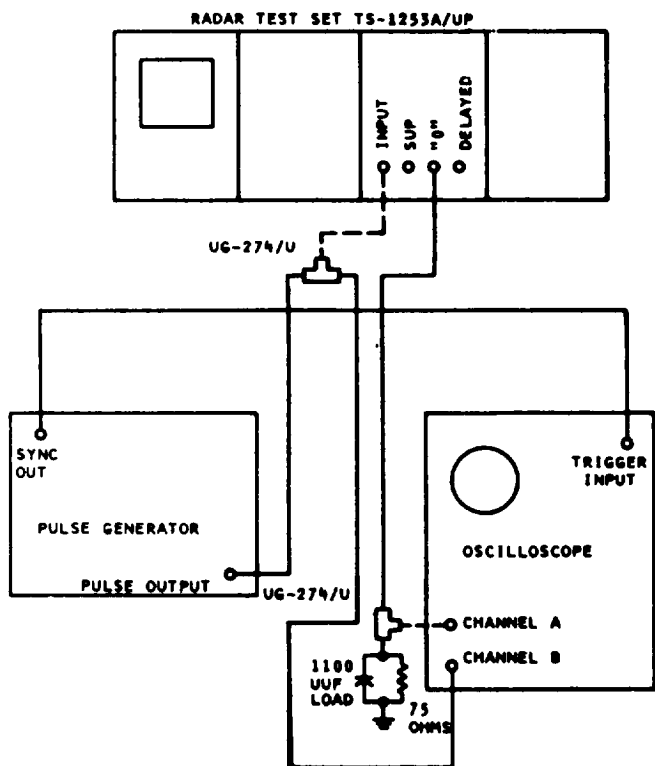 RADAR TEST SET TS-1253A/UP
INPUT
SUP
"0"
DELAYED
UG-274/U
SYNC
OUT
TRIGGER
INPUT
PULSE GENERATOR
OSCILLOSCOPE
PULSE OUTPUT
UG-274/U
CHANNEL A
CHANNEL B
1100
UUF
LOAD
75
OHMS